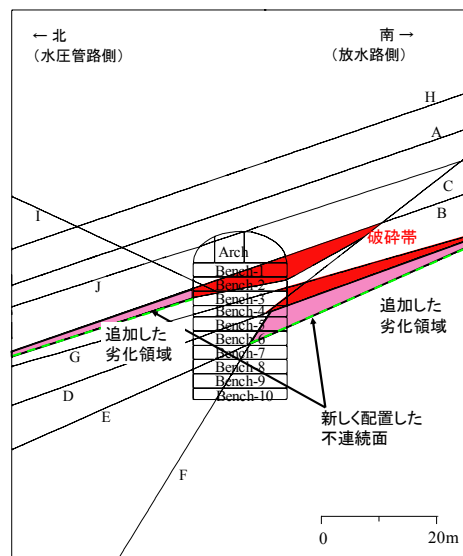 ← 北
（水圧管路側）
南 →
（放水路側）
H
A
C
B
I
破砕帯
Arch
Bench-1
Bench-2
J
Bench-3
Bench-4
追加した
劣化領域
Bench-5
追加した
劣化領域
G
Bench-6
Bench-7
Bench-8
D
Bench-9
E
Bench-10
新しく配置した
不連続面
F
0
20m